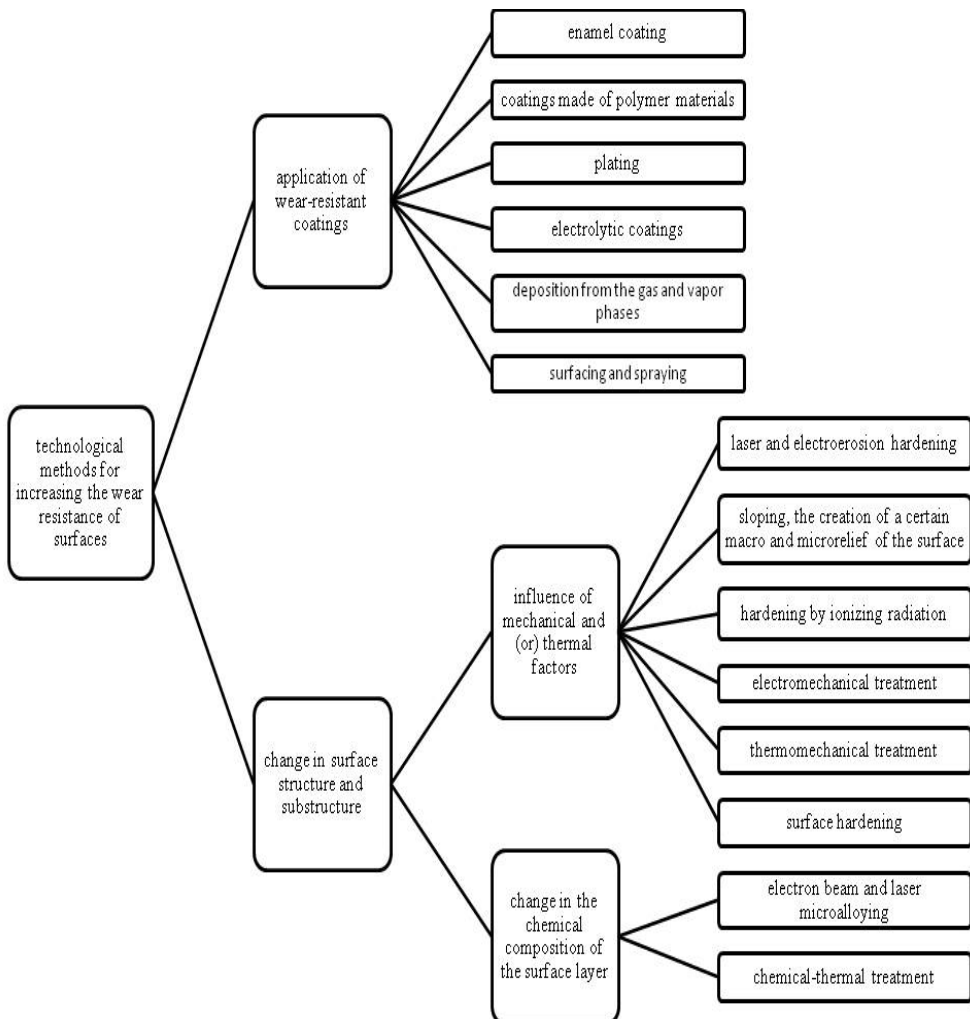 technological
methods for
increasing the wear
resistance of
surfaces
application of
wear-resistant
coatings
enamel coating
coatings made of polymer materials
plating
electrolytic coatings
deposition from the gas and vapor
phases
surfacing and spraying
change in surface
structure and
substructure
influence of
mechanical and
(or) thermal
factors
laser and electroerosion hardening
sloping, the creation of a certain
macro and microrelief of the surface
hardening by ionizing radiation
electromechanical treatment
thermomechanical treatment
surface hardening
change in the
chemical
composition of
the surface layer
electron beam and laser
microalloying
chemical-thermal treatment